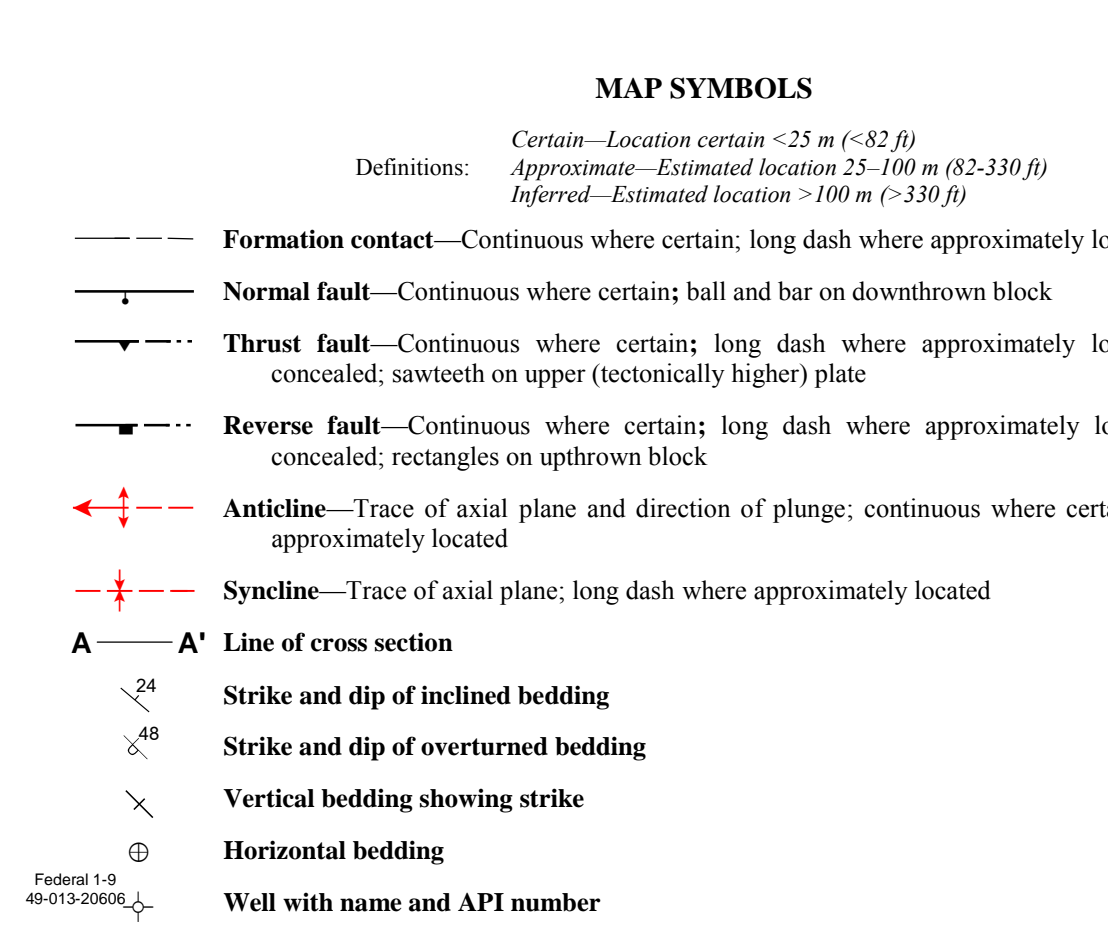 MAP SYMBOLS
Certain—Location certain <25 m (<82 ft)
Definitions: Approximate—Estimated location 25–100 m (82-330 ft)
Inferred—Estimated location >100 m (>330 ft)
Formation contact—Continuous where certain; long dash where approximately
Normal fault—Continuous where certain; ball and bar on downthrown block
Thrust fault—Continuous where certain; long dash where approximately
concealed; sawteeth on upper (tectonically higher) plate
Reverse fault—Continuous where certain; long dash where approximately
concealed; rectangles on upthrown block
Anticline—Trace of axial plane and direction of plunge; continuous where
approximately located
Syncline—Trace of axial plane; long dash where approximately located
A A' Line of cross section
24 Strike and dip of inclined bedding
48 Strike and dip of overturned bedding
Vertical bedding showing strike
Horizontal bedding
Federal 1-9
49-013-20606 Well with name and API number